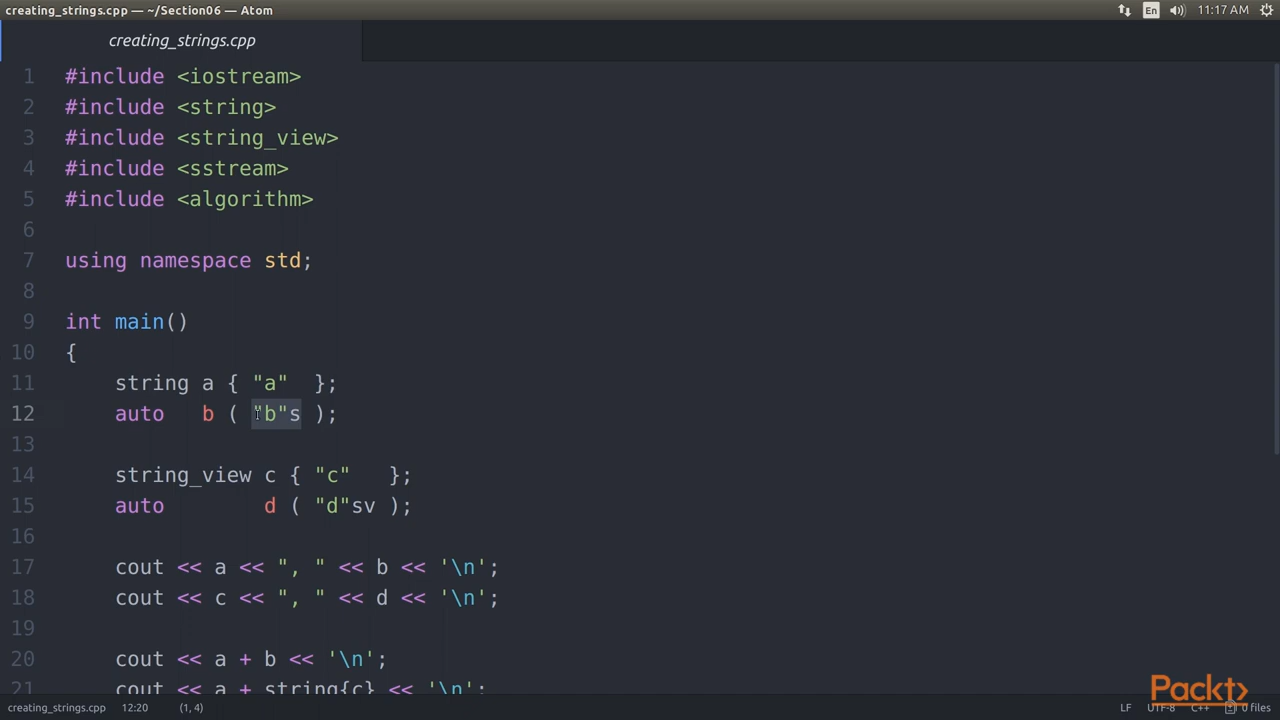 creating_strings.cpp — ~/Section06 — Atom
En
11:17 AM
creating_strings.cpp
1 #include <iostream>
2 #include <string>
3 #include <string_view>
4 #include <sstream>
5 #include <algorithm>
6
7 using namespace std;
8
9 int main()
10 {
11 string a { "a"  };
12 auto   b ( "b"s );
13
14 string_view c { "c"   };
15 auto        d ( "d"sv );
16
17 cout << a << ", " << b << '\n';
18 cout << c << ", " << d << '\n';
19
20 cout << a + b << '\n';
21 cout << a + string{c} << '\n';
Packt>
creating_strings.cpp 12:20 (1, 4)
LF UTF-8 C++ 0 files